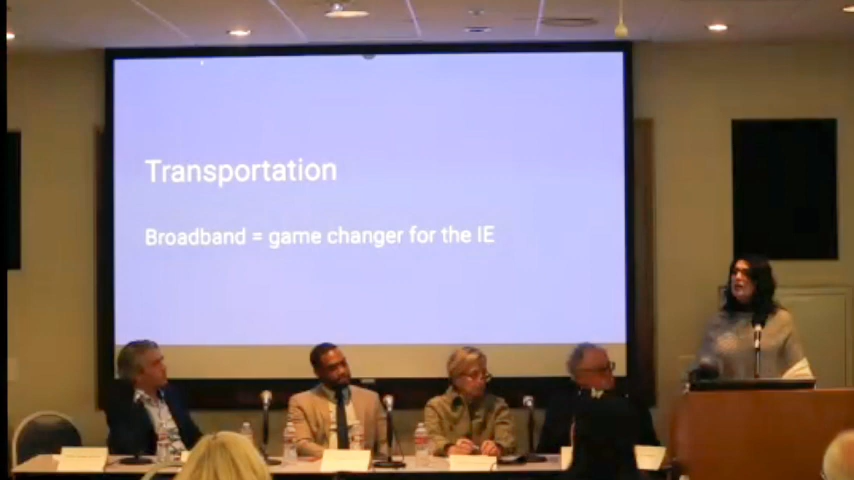 Transportation
Broadband = game changer for the IE